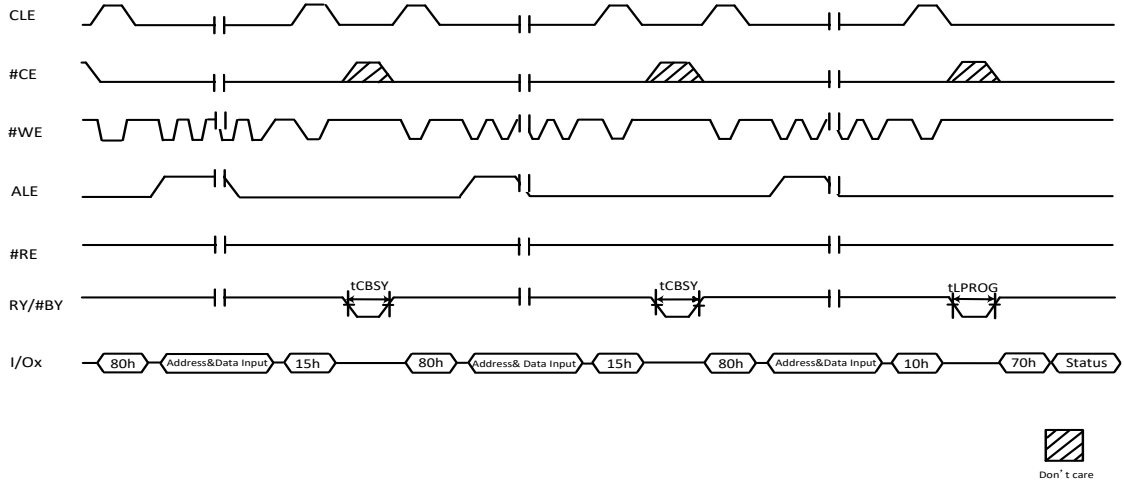 CLE
#CE
#WE
ALE
#RE
tCBSY tCBSY tLPROG
RY/#BY
I/Ox 80h Address&Data Input 15h 80h Address& Data Input 15h 80h Address&Data Input 10h 70h Status
Don't care